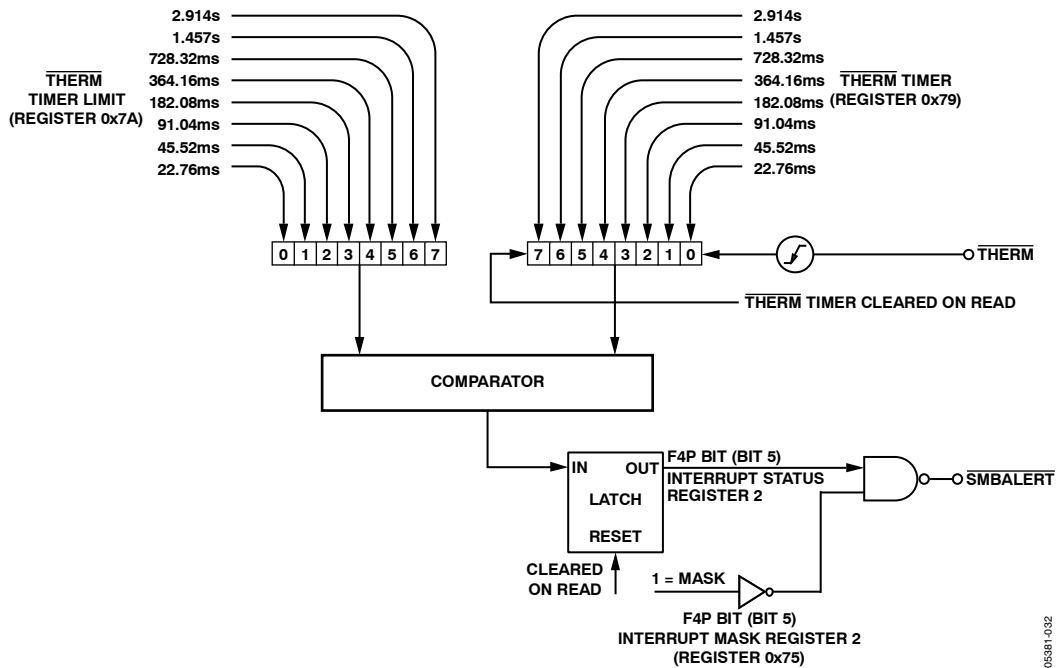 2.914s
1.457s
728.32ms
364.16ms
182.08ms
91.04ms
45.52ms
22.76ms
THERM
TIMER LIMIT
(REGISTER 0x7A)
2.914s
1.457s
728.32ms
364.16ms
182.08ms
91.04ms
45.52ms
22.76ms
THERM TIMER
(REGISTER 0x79)
0 1 2 3 4 5 6 7
7 6 5 4 3 2 1 0
THERM
THERM TIMER CLEARED ON READ
COMPARATOR
IN OUT
LATCH
RESET
F4P BIT (BIT 5)
INTERRUPT STATUS
REGISTER 2
SMBALERT
CLEARED
ON READ
1 = MASK
F4P BIT (BIT 5)
INTERRUPT MASK REGISTER 2
(REGISTER 0x75)
05381-032